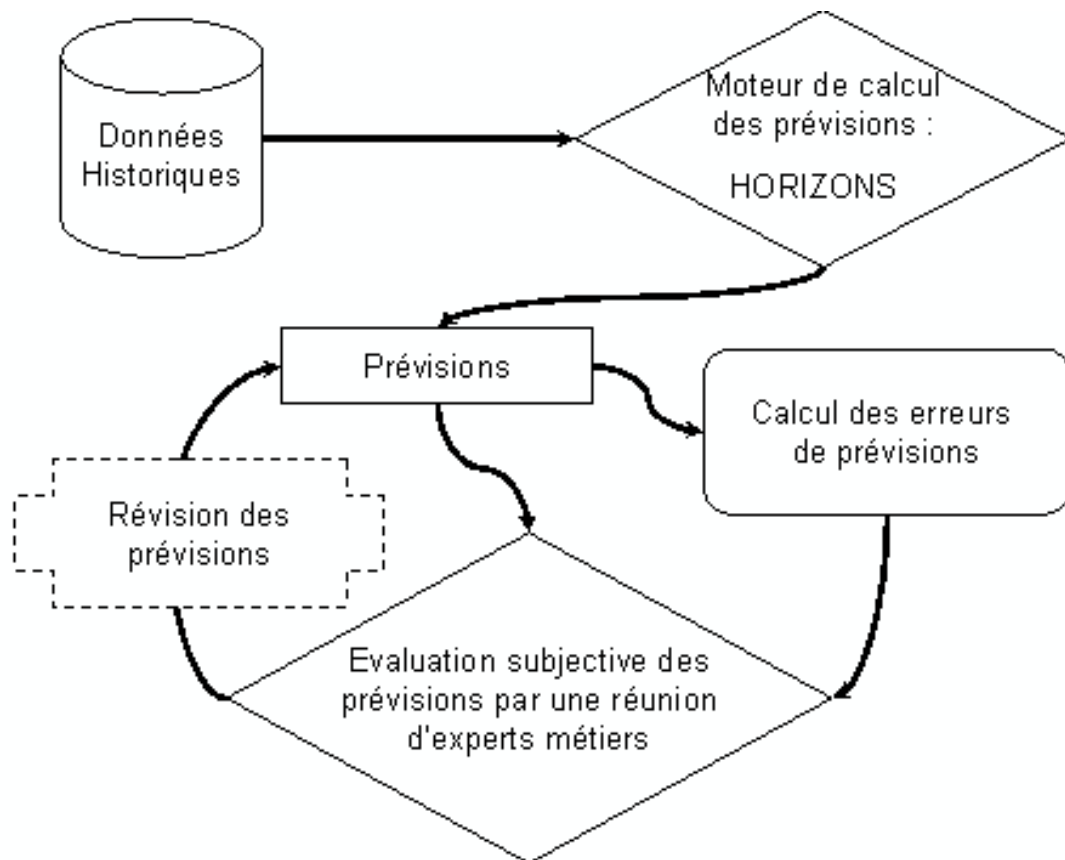 Données
Historiques
Moteur de calcul
des prévisions :
HORIZONS
Prévisions
Calcul des erreurs
de prévisions
Révision des
prévisions
Evaluation subjective des
prévisions par une réunion
d'experts métiers